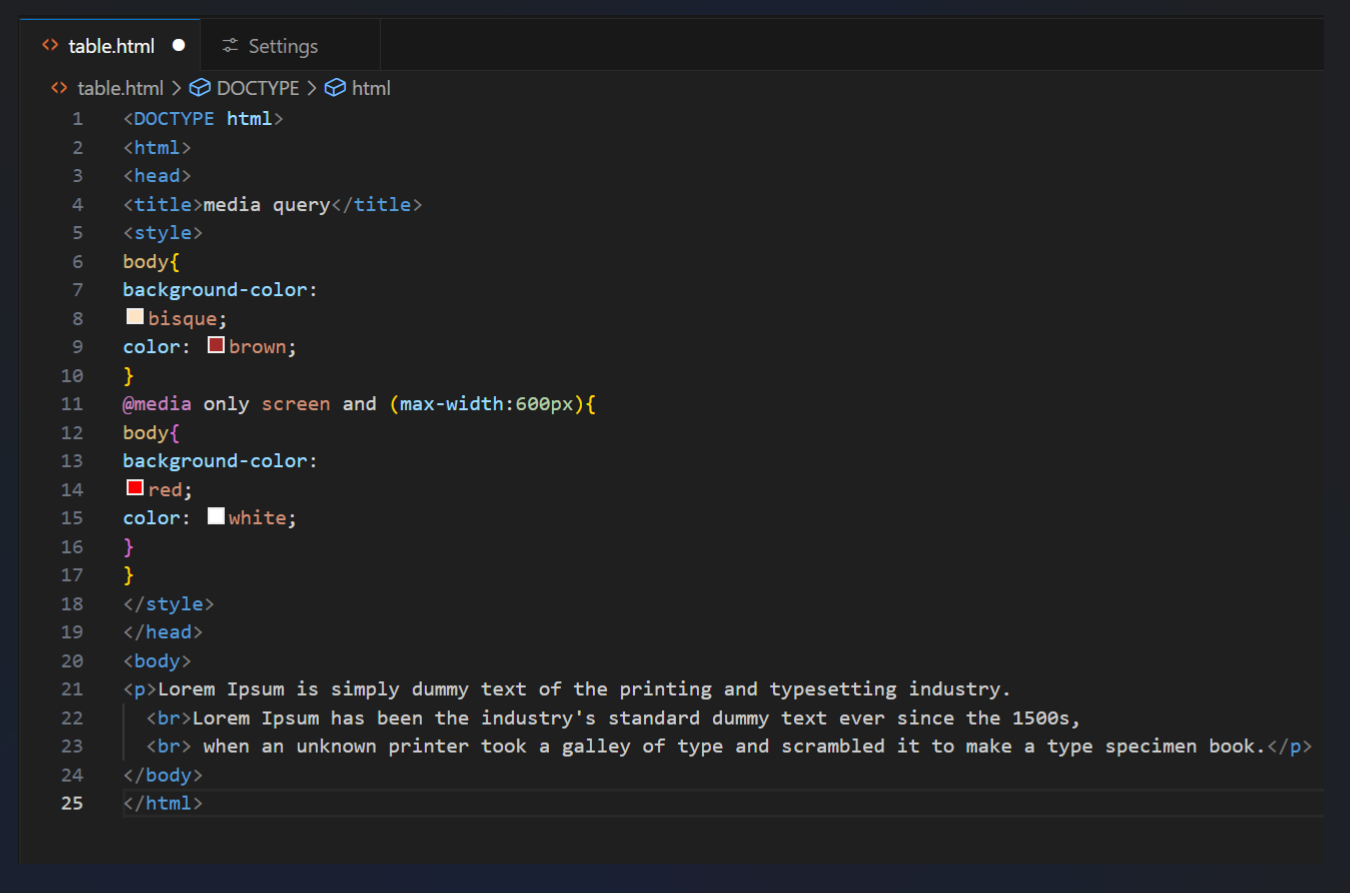 table.html
Settings
table.html > DOCTYPE > html
1 <DOCTYPE html>
2 <html>
3 <head>
4 <title>media query</title>
5 <style>
6 body{
7 background-color:
8 bisque;
9 color: brown;
10 }
11 @media only screen and (max-width:600px){
12 body{
13 background-color:
14 red;
15 color: white;
16 }
17 }
18 </style>
19 </head>
20 <body>
21 <p>Lorem Ipsum is simply dummy text of the printing and typesetting industry.
22   <br>Lorem Ipsum has been the industry's standard dummy text ever since the 1500s,
23   <br> when an unknown printer took a galley of type and scrambled it to make a type specimen book.</p>
24 </body>
25 </html>